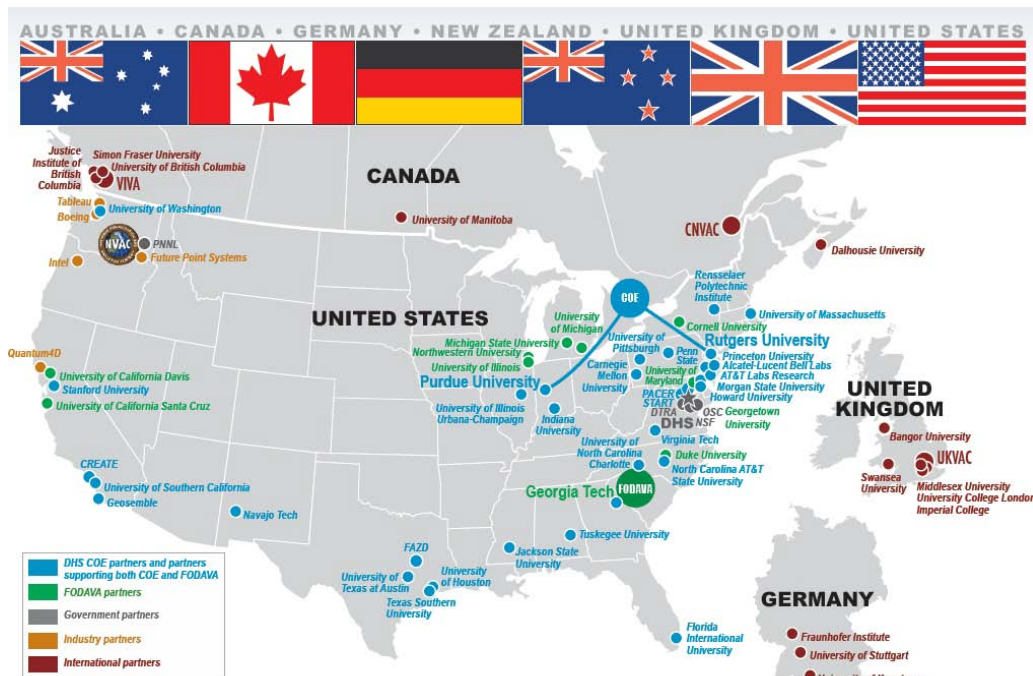 AUSTRALIA • CANADA • GERMANY • NEW ZEALAND • UNITED KINGDOM • UNITED STATES
Justice
Institute of
British
Columbia
Simon Fraser University
University of British Columbia
VIVA
Tableau
Boeing
University of Washington
NVAC
PNNL
Future Point Systems
Intel
CANADA
University of Manitoba
CNVAC
Dalhousie University
UNITED STATES
COE
Rensselaer
Polytechnic
Institute
University of Massachusetts
University
of Michigan
Michigan State University
Northwestern University
University of Illinois
Cornell University
Rutgers University
University of
Pittsburgh
Penn
State
Princeton University
Alcatel-Lucent Bell Labs
AT&T Labs Research
Morgan State University
Howard University
Carnegie
Mellon
University
University of
Maryland
PACER
START
DTRA
DHS
OSC
NSF
Georgetown
University
Purdue University
University of Illinois
Urbana-Champaign
Indiana
University
Quantum4D
University of California Davis
Stanford University
University of California Santa Cruz
Virginia Tech
University of
North Carolina
Charlotte
Duke University
North Carolina AT&T
State University
Georgia Tech
FODAVA
CREATE
University of Southern California
Geosemble
Navajo Tech
Tuskegee University
Jackson State
University
FAZD
University of
Texas at Austin
University
of Houston
Texas Southern
University
Florida
International
University
UNITED
KINGDOM
Bangor University
UKVAC
Swansea
University
Middlesex University
University College London
Imperial College
GERMANY
Fraunhofer Institute
University of Stuttgart
DHS COE partners and partners
supporting both COE and FODAVA
FODAVA partners
Government partners
Industry partners
International partners